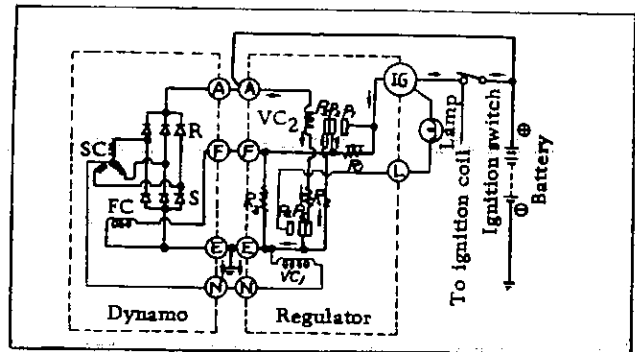 A
A
IG
VC₂
SC
R
F
F
Lamp
L
S
FC
E
E
VC₁
N
N
Dynamo
Regulator
To ignition coil
Ignition switch
Battery
⊕
⊖